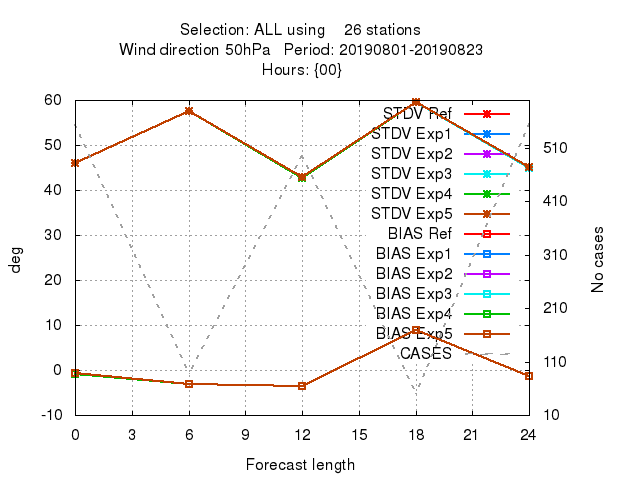 Selection: ALL using    26 stations
Wind direction 50hPa   Period: 20190801-20190823
Hours: {00}
60
50
40
30
20
10
0
-10
deg
STDV Ref
STDV Exp1
STDV Exp2
STDV Exp3
STDV Exp4
STDV Exp5
BIAS Ref
BIAS Exp1
BIAS Exp2
BIAS Exp3
BIAS Exp4
BIAS Exp5
CASES
510
410
310
210
110
10
No cases
0 3 6 9 12 15 18 21 24
Forecast length